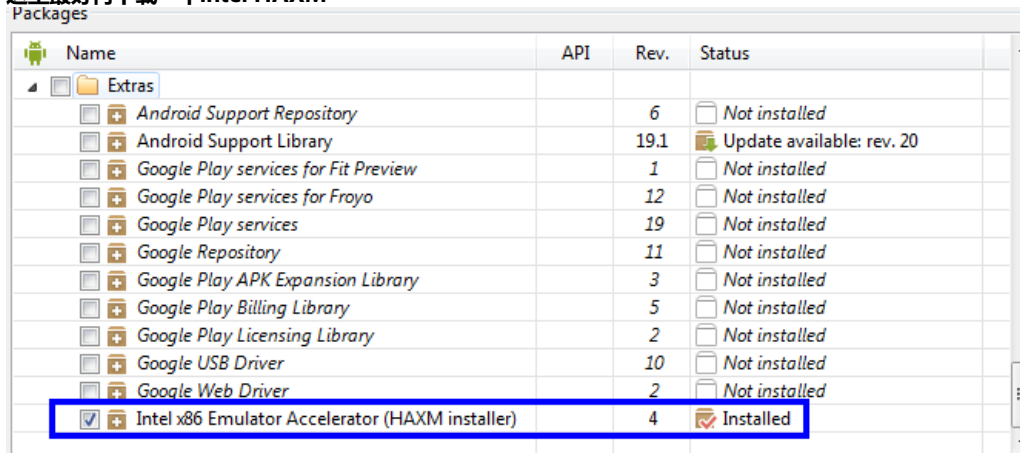 Packages
Name API Rev. Status
Extras
Android Support Repository 6 Not installed
Android Support Library 19.1 Update available: rev. 20
Google Play services for Fit Preview 1 Not installed
Google Play services for Froyo 12 Not installed
Google Play services 19 Not installed
Google Repository 11 Not installed
Google Play APK Expansion Library 3 Not installed
Google Play Billing Library 5 Not installed
Google Play Licensing Library 2 Not installed
Google USB Driver 10 Not installed
Google Web Driver 2 Not installed
Intel x86 Emulator Accelerator (HAXM installer) 4 Installed